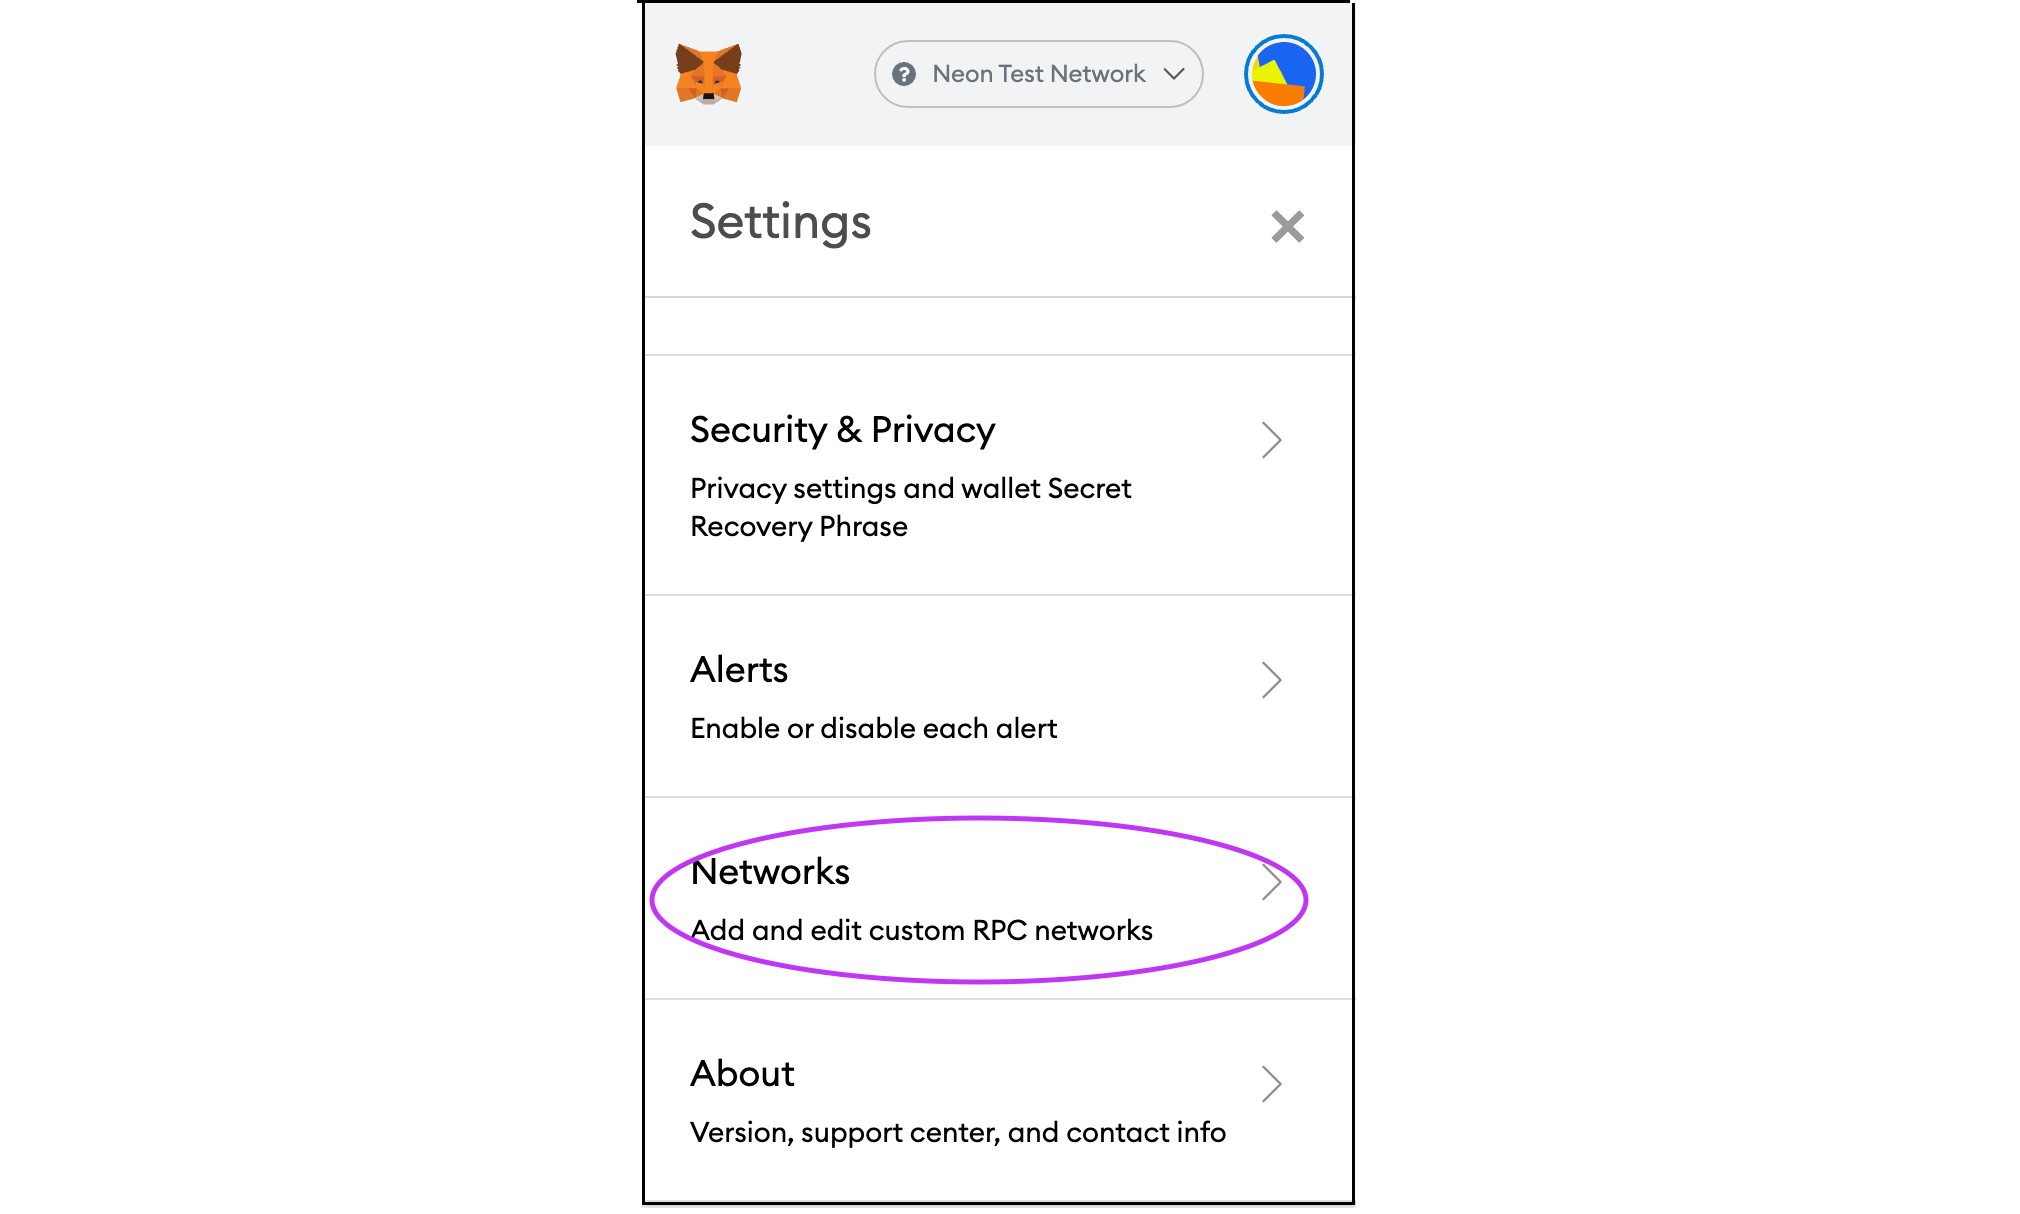 Neon Test Network
Settings
Security & Privacy
Privacy settings and wallet Secret
Recovery Phrase
Alerts
Enable or disable each alert
Networks
Add and edit custom RPC networks
About
Version, support center, and contact info